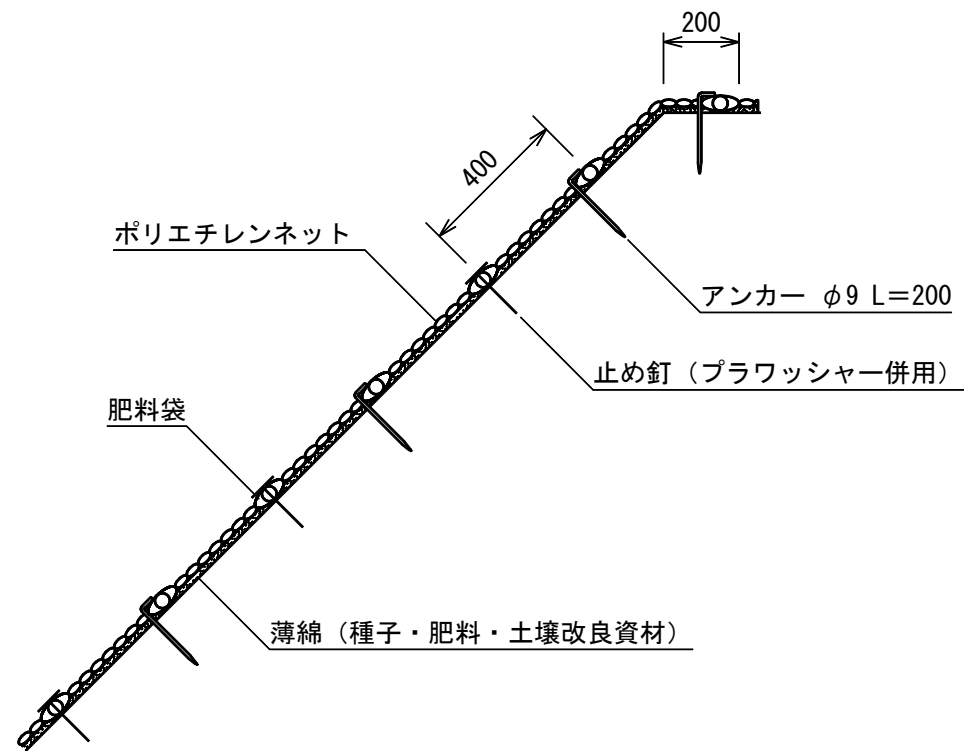 200
400
ポリエチレンネット
アンカー φ9 L=200
止め釘（プラワッシャー併用）
肥料袋
薄綿（種子・肥料・土壌改良資材）